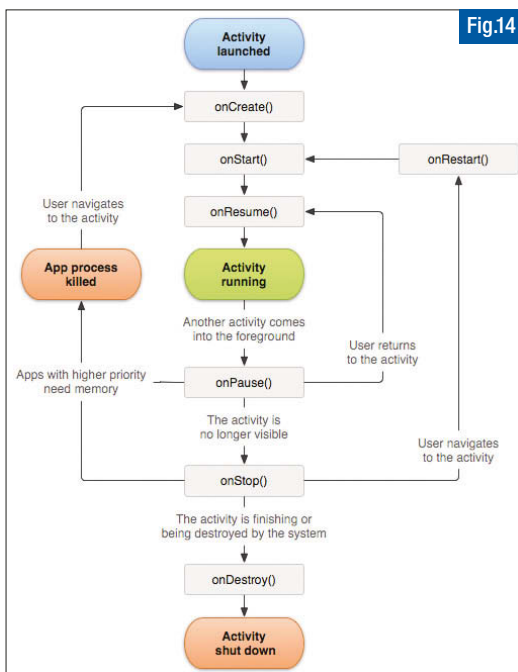 Fig.14
Activity
launched
onCreate()
onStart()
onRestart()
onResume()
User navigates
to the activity
App process
killed
Activity
running
Another activity comes
into the foreground
User returns
to the activity
Apps with higher priority
need memory
onPause()
The activity is
no longer visible
User navigates
to the activity
onStop()
The activity is finishing or
being destroyed by the system
onDestroy()
Activity
shut down